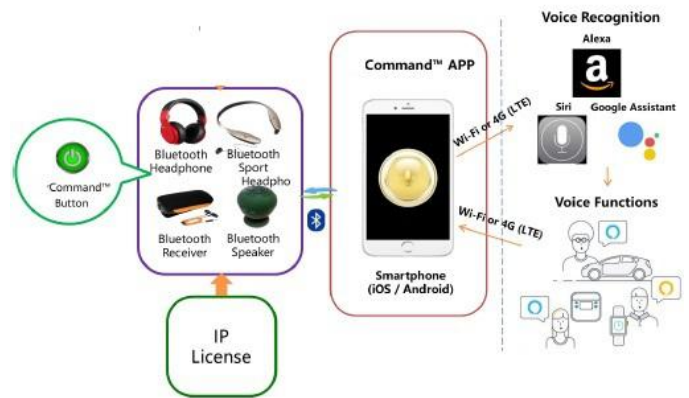 Voice Recognition
Alexa
a
Siri
Google Assistant
Command™ APP
Wi-Fi or 4G (LTE)
Wi-Fi or 4G (LTE)
Voice Functions
Bluetooth
Headphone
Bluetooth
Sport
Headpho
Bluetooth
Receiver
Bluetooth
Speaker
Command™
Button
Smartphone
(iOS / Android)
IP
License